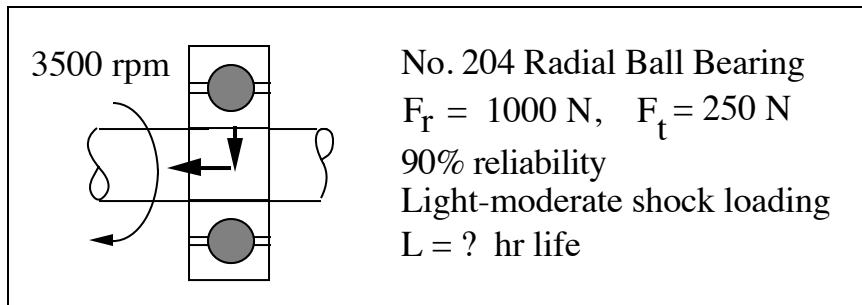 3500 rpm
No. 204 Radial Ball Bearing
Fr = 1000 N, Ft = 250 N
90% reliability
Light-moderate shock loading
L = ? hr life